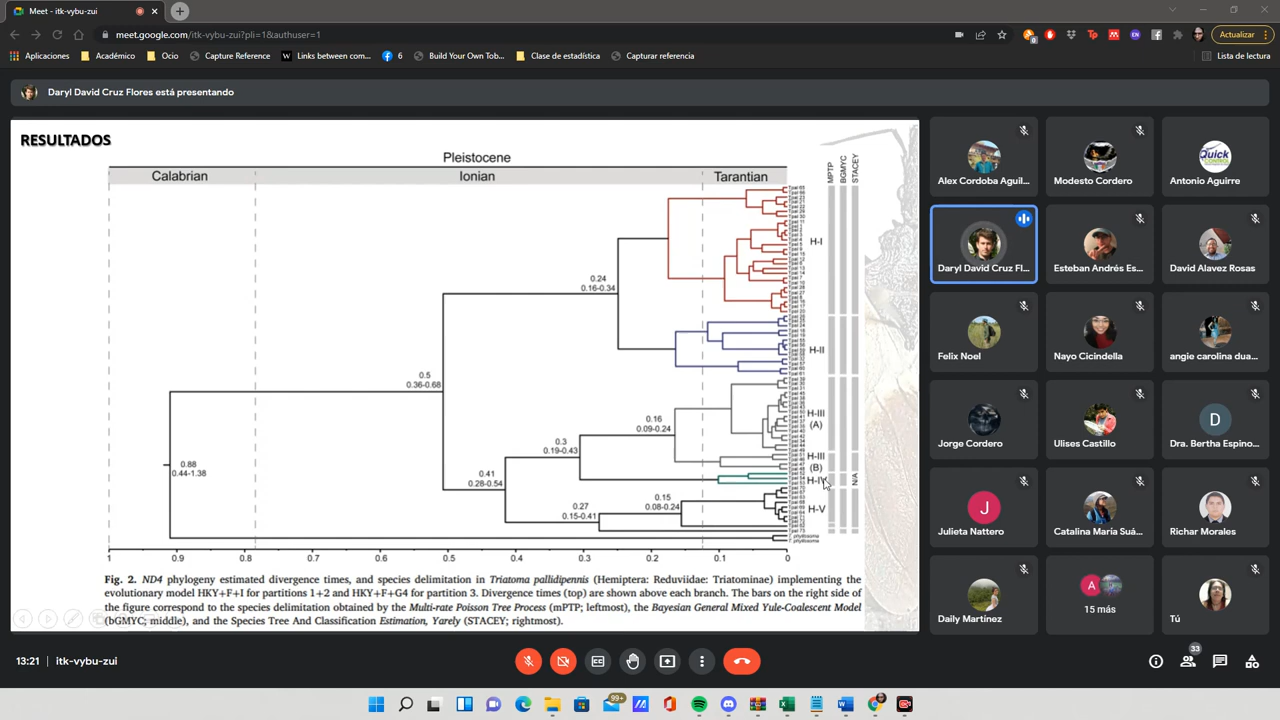 Meet - itk-vybu-zui
meet.google.com/itk-vybu-zui?pli=1&authuser=1
Actualizar
Aplicaciones
Académico
Ocio
Capture Reference
Links between com...
6
Build Your Own Tob...
Clase de estadística
Capturar referencia
Lista de lectura
Daryl David Cruz Flores está presentando
RESULTADOS
Pleistocene
Calabrian
Ionian
Tarantian
MPTP
BGMYC
STACEY
H-I
0.24
0.16-0.34
H-II
0.5
0.36-0.68
0.16
0.09-0.24
H-III
(A)
0.3
0.19-0.43
H-III
(B)
0.88
0.44-1.38
0.41
0.28-0.54
H-IV
N/A
0.15
0.08-0.24
0.27
0.15-0.41
H-V
T. phyllosoma
T. phyllosoma
1 0.9 0.8 0.7 0.6 0.5 0.4 0.3 0.2 0.1 0
Fig. 2. ND4 phylogeny estimated divergence times, and species delimitation in Triatoma pallidipennis (Hemiptera: Reduviidae: Triatominae) implementing the
evolutionary model HKY+F+I for partitions 1+2 and HKY+F+G4 for partition 3. Divergence times (top) are shown above each branch. The bars on the right side of
the figure correspond to the species delimitation obtained by the Multi-rate Poisson Tree Process (mPTP; leftmost), the Bayesian General Mixed Yule-Coalescent Model
(bGMYC; middle), and the Species Tree And Classification Estimation, Yarely (STACEY; rightmost).
Alex Cordoba Aguil...
Modesto Cordero
Quick
CONTROL
Antonio Aguirre
Daryl David Cruz Fl...
Esteban Andrés Es...
David Alavez Rosas
Felix Noel
Nayo Cicindella
angie carolina gua...
Jorge Cordero
Ulises Castillo
D
Dra. Bertha Espino...
J
Julieta Nattero
Catalina María Suá...
Richar Morales
Daily Martínez
A
15 más
Tú
13:21
itk-vybu-zui
33
99+